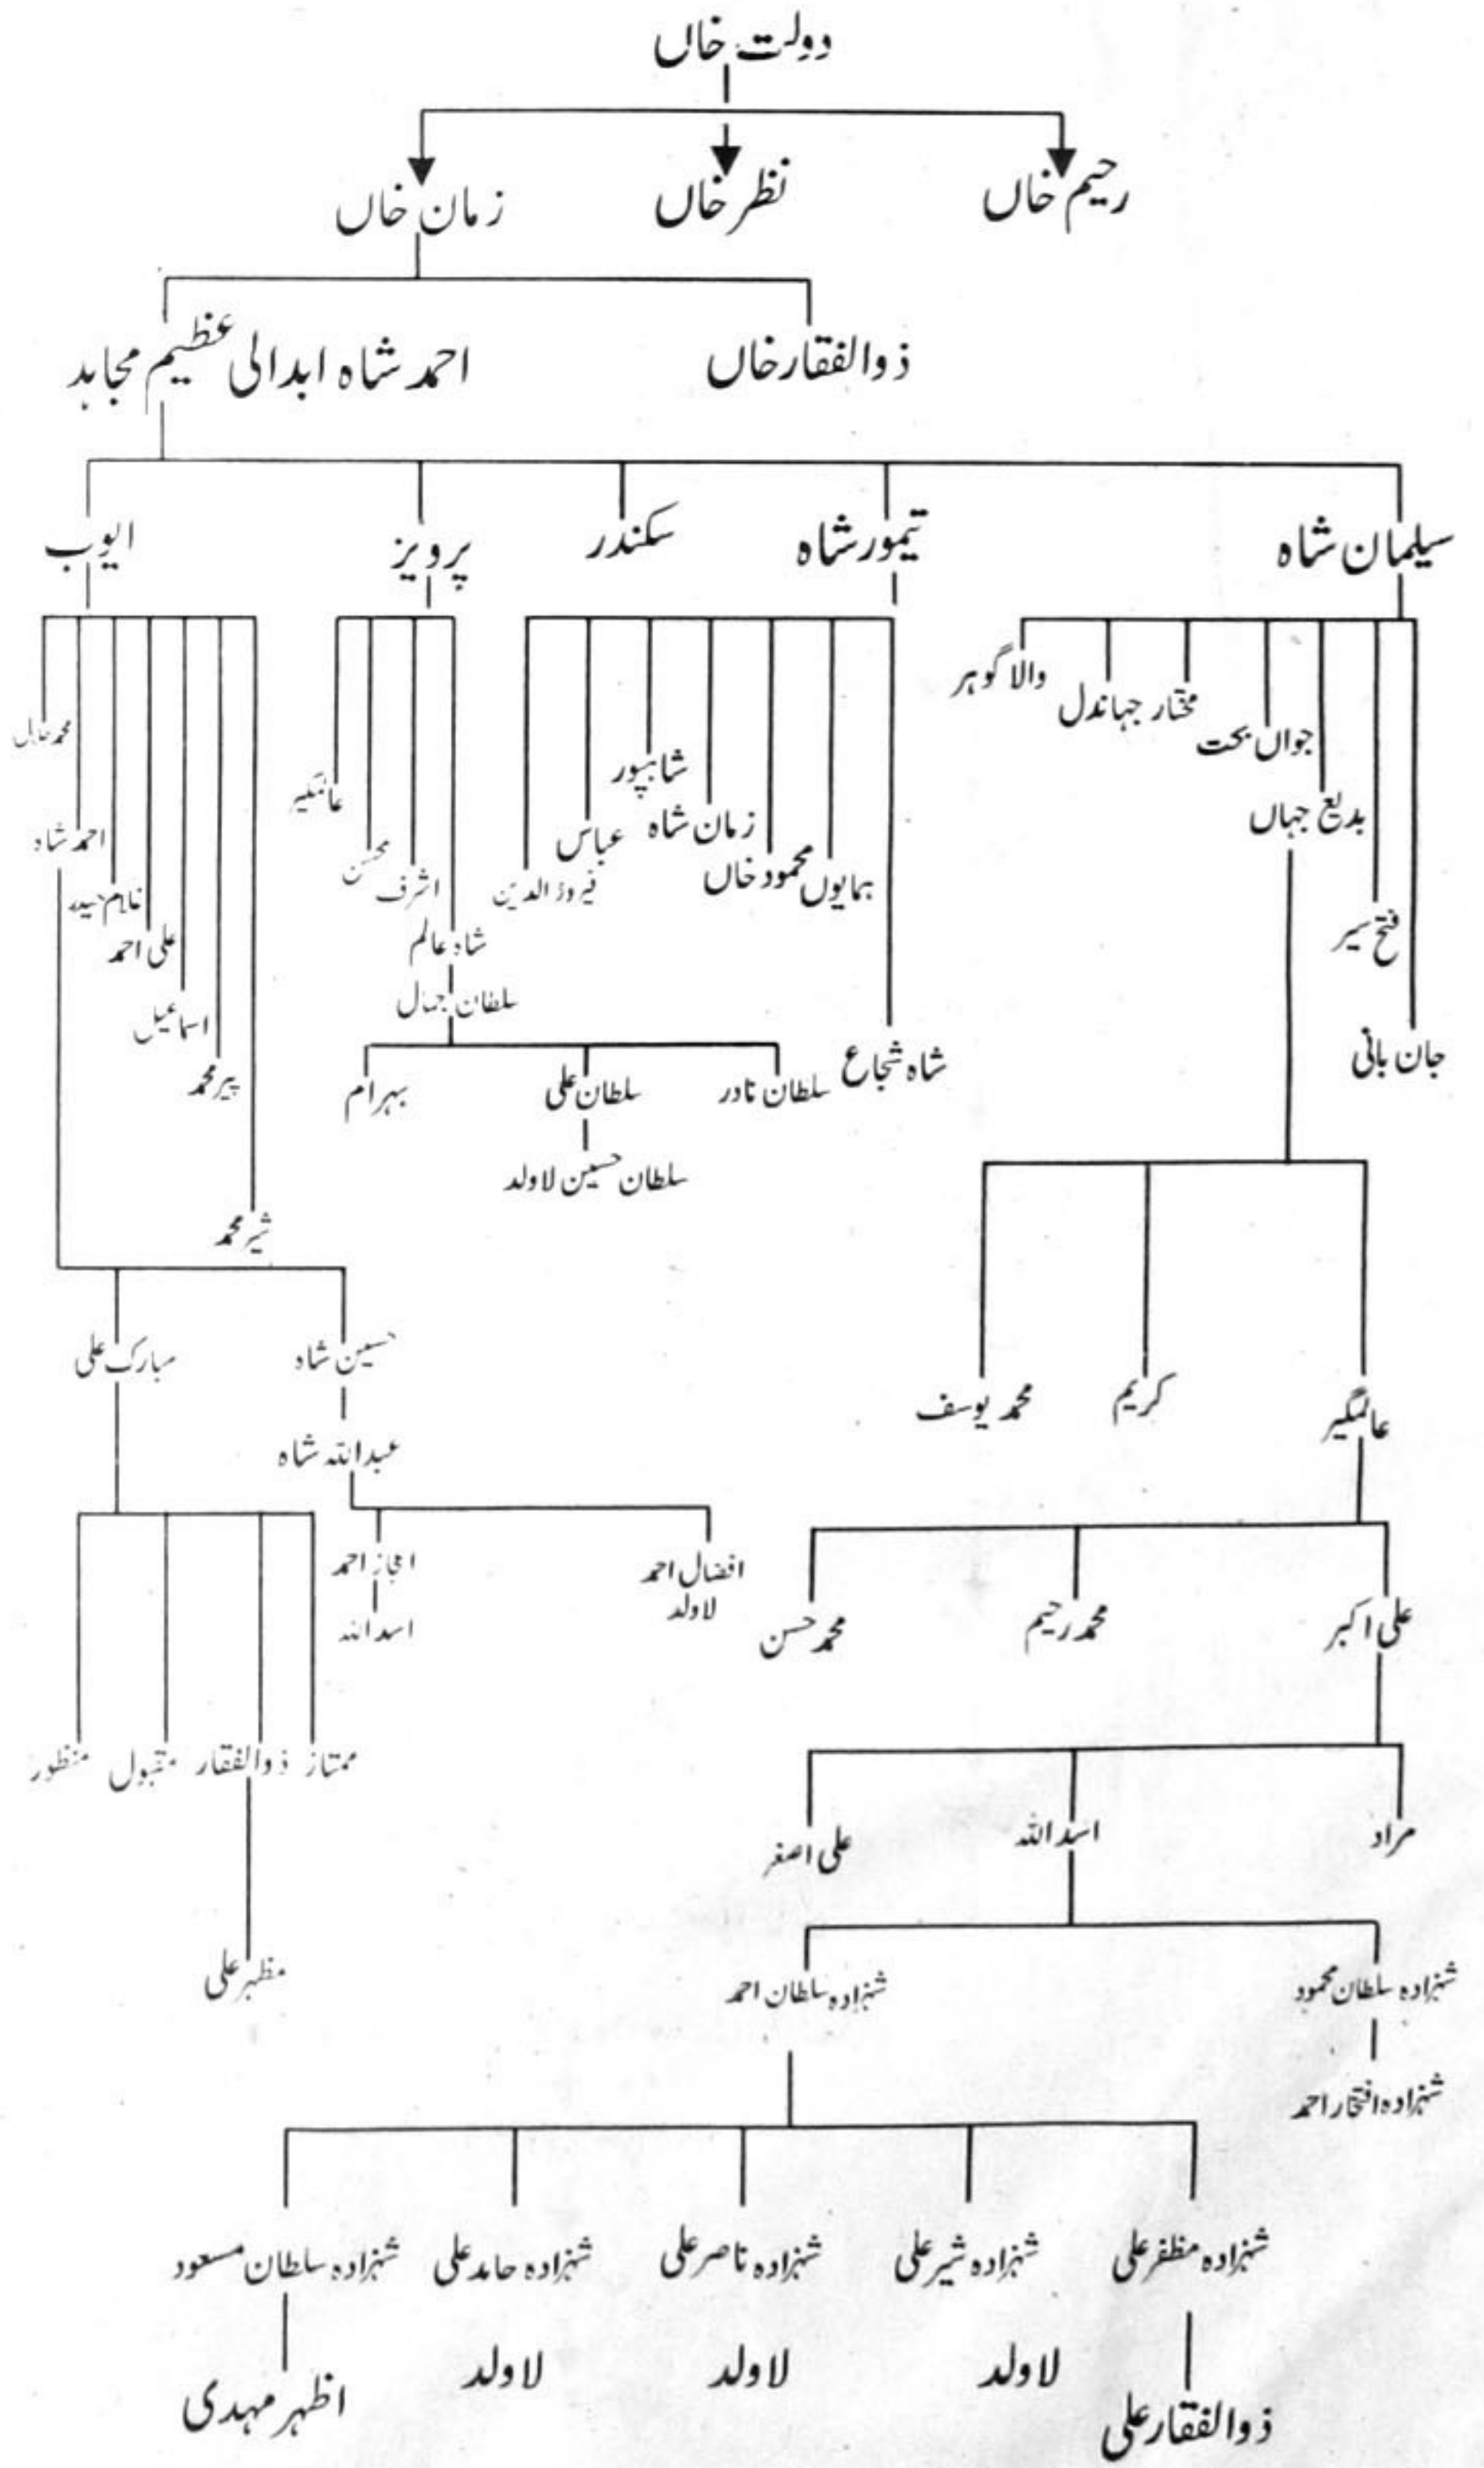 دولت خاں
رحیم خاں
نظر خاں
زمان خاں
ذوالفقار خاں
احمد شاہ ابدالی عظیم مجاہد
سلیمان شاہ
تیمور شاہ
سکندر
پرویز
ایوب
والا گوہر
جہاندل
مختار
جواں بخت
بدیع جہاں
فتح سیر
جان بانی
شاہپور
زمان شاہ
عباس
محمود خاں
ہمایوں
فیروز الدین
شاہ شجاع
عالمگیر
محسن
اشرف
شاہ عالم
سلطان جہاں
احمد شاہ
غلام حیدر
علی احمد
اسماعیل
پیر محمد
شیر محمد
سلطان نادر
سلطان علی
بہرام
سلطان حسین لاولد
حسین شاہ
مبارک علی
عبداللہ شاہ
عالمگیر
کریم
محمد یوسف
افضال احمد
لاولد
اعجاز احمد
اسد اللہ
علی اکبر
محمد رحیم
محمد حسن
ممتاز
ذوالفقار
مقبول
منظور
مراد
اسد اللہ
علی اصغر
مظہر علی
شہزادہ سلطان محمود
شہزادہ سلطان احمد
شہزادہ افتخار احمد
شہزادہ مظفر علی
شہزادہ شیر علی
شہزادہ ناصر علی
شہزادہ حامد علی
شہزادہ سلطان مسعود
ذوالفقار علی
لاولد
لاولد
لاولد
اظہر مہدی